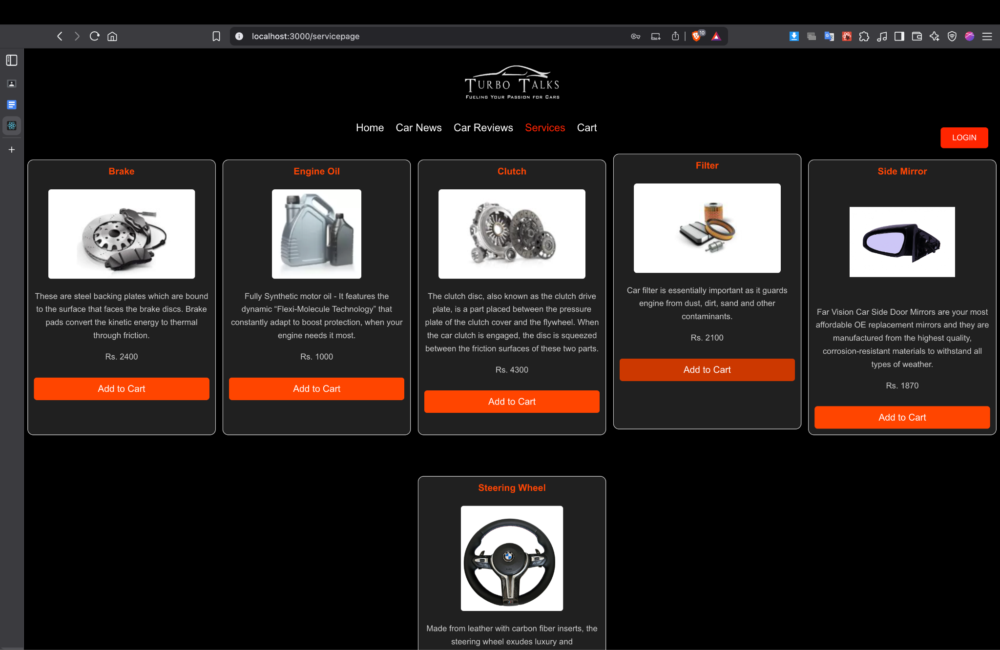 localhost:3000/servicepage
10
TURBO TALKS
FUELING YOUR PASSION FOR CARS
Home Car News Car Reviews Services Cart
LOGIN
Brake
These are steel backing plates which are bound
to the surface that faces the brake discs. Brake
pads convert the kinetic energy to thermal
through friction.
Rs. 2400
Add to Cart
Engine Oil
Fully Synthetic motor oil - It features the
dynamic “Flexi-Molecule Technology” that
constantly adapt to boost protection, when your
engine needs it most.
Rs. 1000
Add to Cart
Clutch
The clutch disc, also known as the clutch drive
plate, is a part placed between the pressure
plate of the clutch cover and the flywheel. When
the car clutch is engaged, the disc is squeezed
between the friction surfaces of these two parts.
Rs. 4300
Add to Cart
Filter
Car filter is essentially important as it guards
engine from dust, dirt, sand and other
contaminants.
Rs. 2100
Add to Cart
Side Mirror
Far Vision Car Side Door Mirrors are your most
affordable OE replacement mirrors and they are
manufactured from the highest quality,
corrosion-resistant materials to withstand all
types of weather.
Rs. 1870
Add to Cart
Steering Wheel
Made from leather with carbon fiber inserts, the
steering wheel exudes luxury and